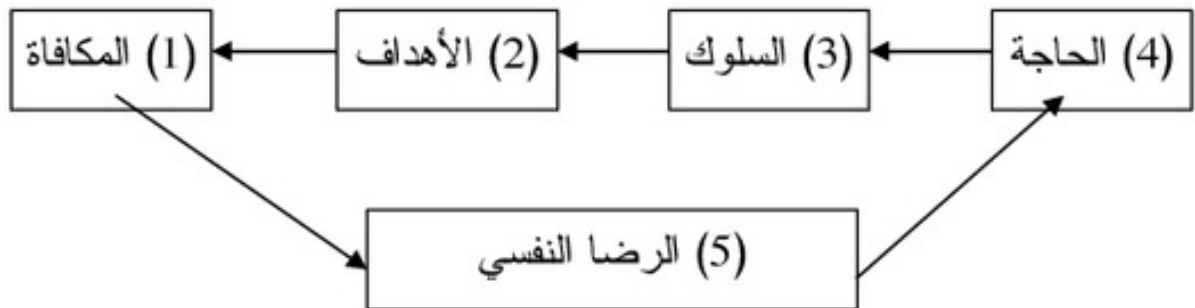 (4) الحاجة
(3) السلوك
(2) الأهداف
(1) المكافاة
(5) الرضا النفسي